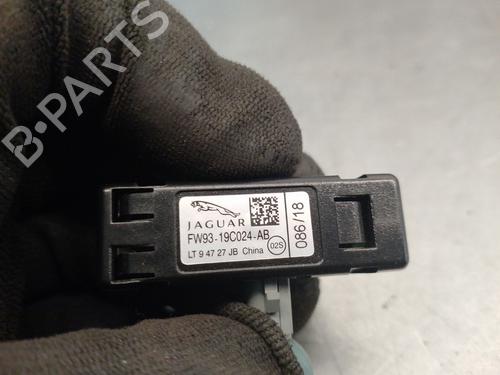 B-PARTS
JAGUAR
FW93-19C024-AB
LT 9 47 27 JB China 02S
086/18